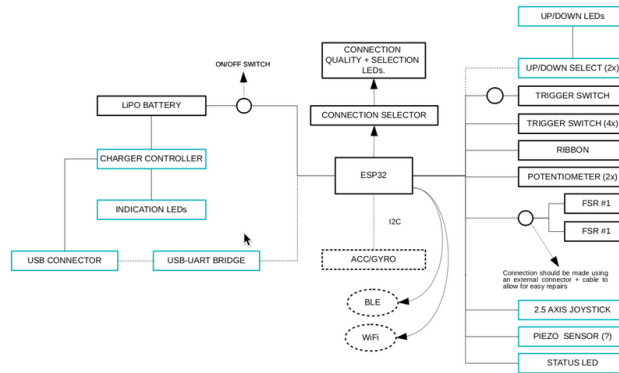 UP/DOWN LEDs
CONNECTION
QUALITY + SELECTION
LEDs.
ON/OFF SWITCH
UP/DOWN SELECT (2x)
TRIGGER SWITCH
LiPO BATTERY
CONNECTION SELECTOR
TRIGGER SWITCH (4x)
RIBBON
CHARGER CONTROLLER
ESP32
POTENTIOMETER (2x)
FSR #1
INDICATION LEDs
I2C
FSR #1
USB CONNECTOR
USB-UART BRIDGE
ACC/GYRO
Connection should be made using
an external connector + cable to
allow for easy repairs
BLE
2.5 AXIS JOYSTICK
WiFi
PIEZO SENSOR (?)
STATUS LED